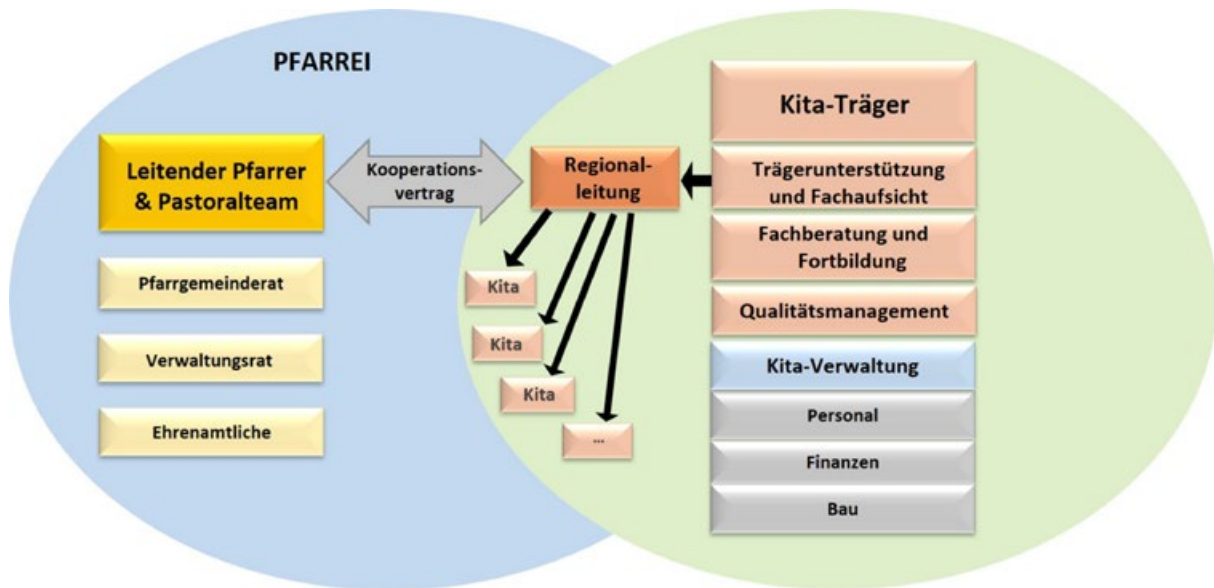 PFARREI
Leitender Pfarrer
& Pastoralteam
Pfarrgemeinderat
Verwaltungsrat
Ehrenamtliche
Kooperations-
vertrag
Regional-
leitung
Kita
Kita
Kita
...
Kita-Träger
Trägerunterstützung
und Fachaufsicht
Fachberatung und
Fortbildung
Qualitätsmanagement
Kita-Verwaltung
Personal
Finanzen
Bau